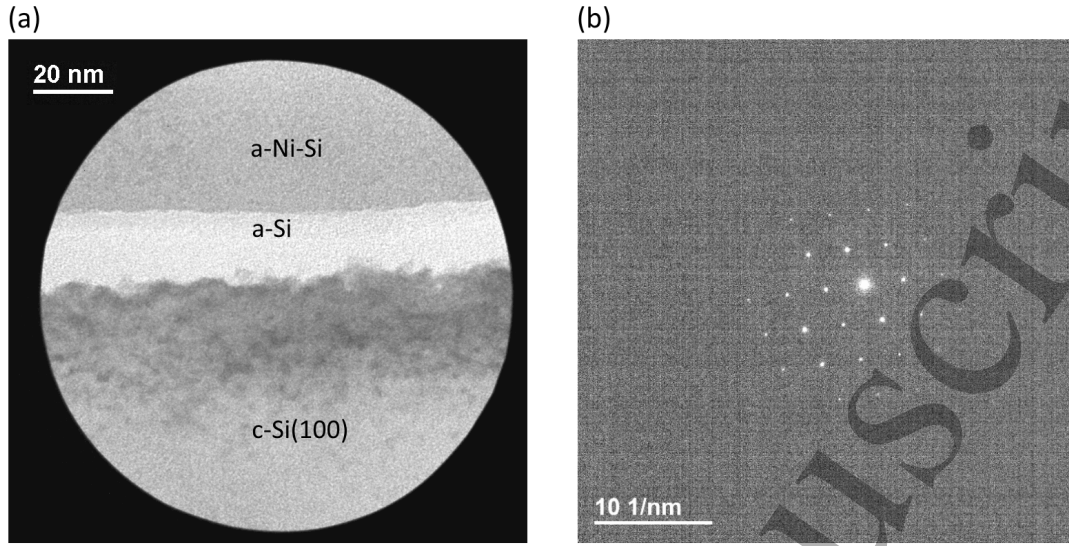 (a)
(b)
20 nm
a-Ni-Si
a-Si
c-Si(100)
10 1/nm
uscri